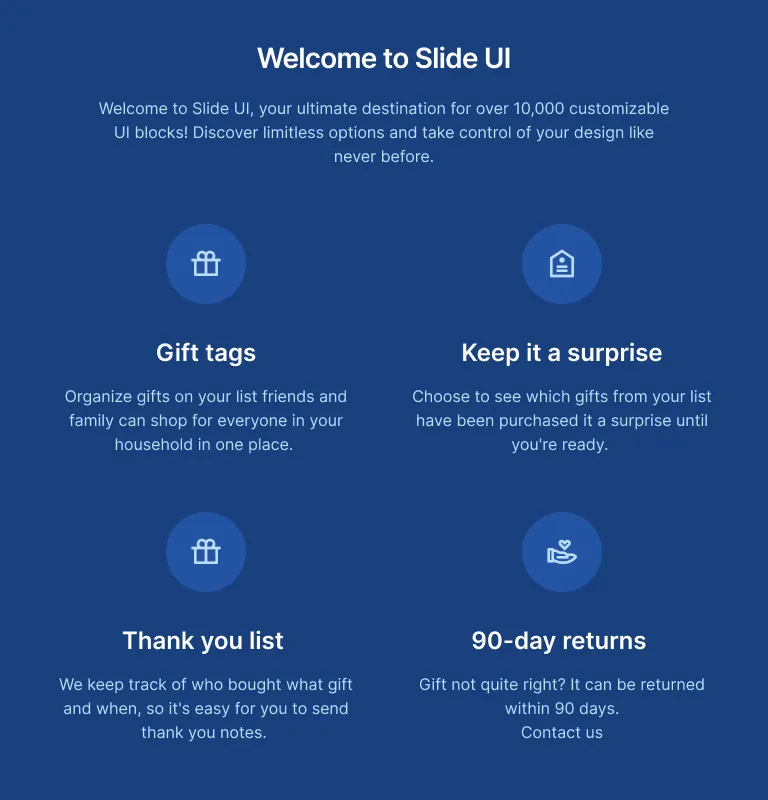 Welcome to Slide UI
Welcome to Slide UI, your ultimate destination for over 10,000 customizable
UI blocks! Discover limitless options and take control of your design like
never before.
Gift tags
Organize gifts on your list friends and
family can shop for everyone in your
household in one place.
Keep it a surprise
Choose to see which gifts from your list
have been purchased it a surprise until
you're ready.
Thank you list
We keep track of who bought what gift
and when, so it's easy for you to send
thank you notes.
90-day returns
Gift not quite right? It can be returned
within 90 days.
Contact us